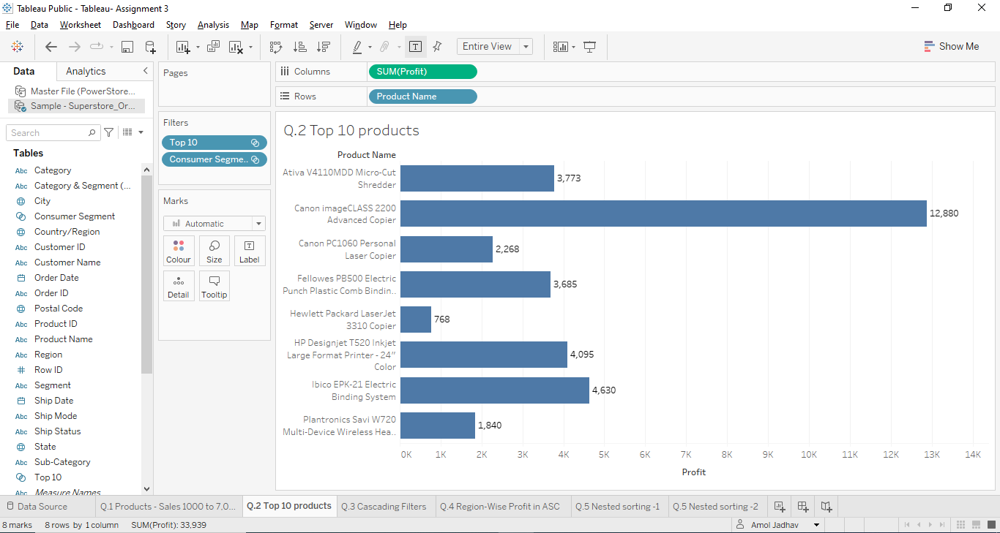 Tableau Public - Tableau- Assignment 3
File Data Worksheet Dashboard Story Analysis Map Format Server Window Help
Entire View
Show Me
Data Analytics
Master File (PowerStore...
Sample - Superstore_Or...
Search
Tables
Abc Category
Abc Category & Segment (...
City
Consumer Segment
Country/Region
Abc Customer ID
Abc Customer Name
Order Date
Abc Order ID
Postal Code
Abc Product ID
Abc Product Name
Abc Region
# Row ID
Abc Segment
Ship Date
Abc Ship Mode
Abc Ship Status
State
Abc Sub-Category
Top 10
Abc Measure Names
Pages
Filters
Top 10
Consumer Segme..
Marks
Automatic
Colour Size Label
Detail Tooltip
Columns SUM(Profit)
Rows Product Name
Q.2 Top 10 products
Product Name
Ativa V4110MDD Micro-Cut
Shredder
3,773
Canon imageCLASS 2200
Advanced Copier
12,880
Canon PC1060 Personal
Laser Copier
2,268
Fellowes PB500 Electric
Punch Plastic Comb Bindin..
3,685
Hewlett Packard LaserJet
3310 Copier
768
HP Designjet T520 Inkjet
Large Format Printer - 24"
Color
4,095
Ibico EPK-21 Electric
Binding System
4,630
Plantronics Savi W720
Multi-Device Wireless Hea..
1,840
0K 1K 2K 3K 4K 5K 6K 7K 8K 9K 10K 11K 12K 13K 14K
Profit
Data Source Q.1 Products - Sales 1000 to 7,0... Q.2 Top 10 products Q.3 Cascading Filters Q.4 Region-Wise Profit in ASC Q.5 Nested sorting -1 Q.5 Nested sorting -2
8 marks 8 rows by 1 column SUM(Profit): 33,939 Amol Jadhav